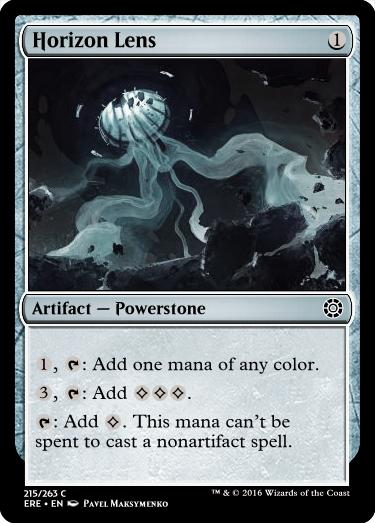 Horizon Lens 1
Artifact — Powerstone
1, : Add one mana of any color.
3, : Add .
: Add . This mana can't be
spent to cast a nonartifact spell.
215/263 C
ERE • EN Pavel Maksymenko
™ & © 2016 Wizards of the Coast